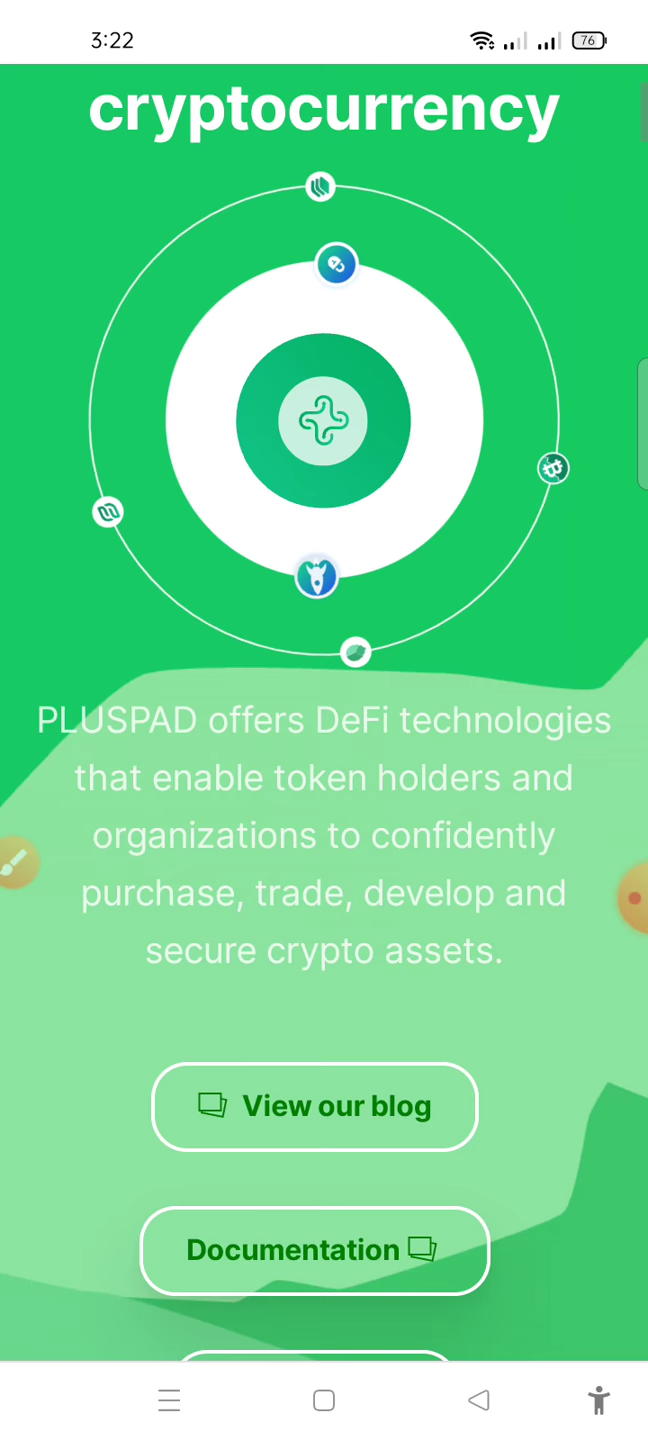 3:22
76
cryptocurrency
PLUSPAD offers DeFi technologies
that enable token holders and
organizations to confidently
purchase, trade, develop and
secure crypto assets.
View our blog
Documentation